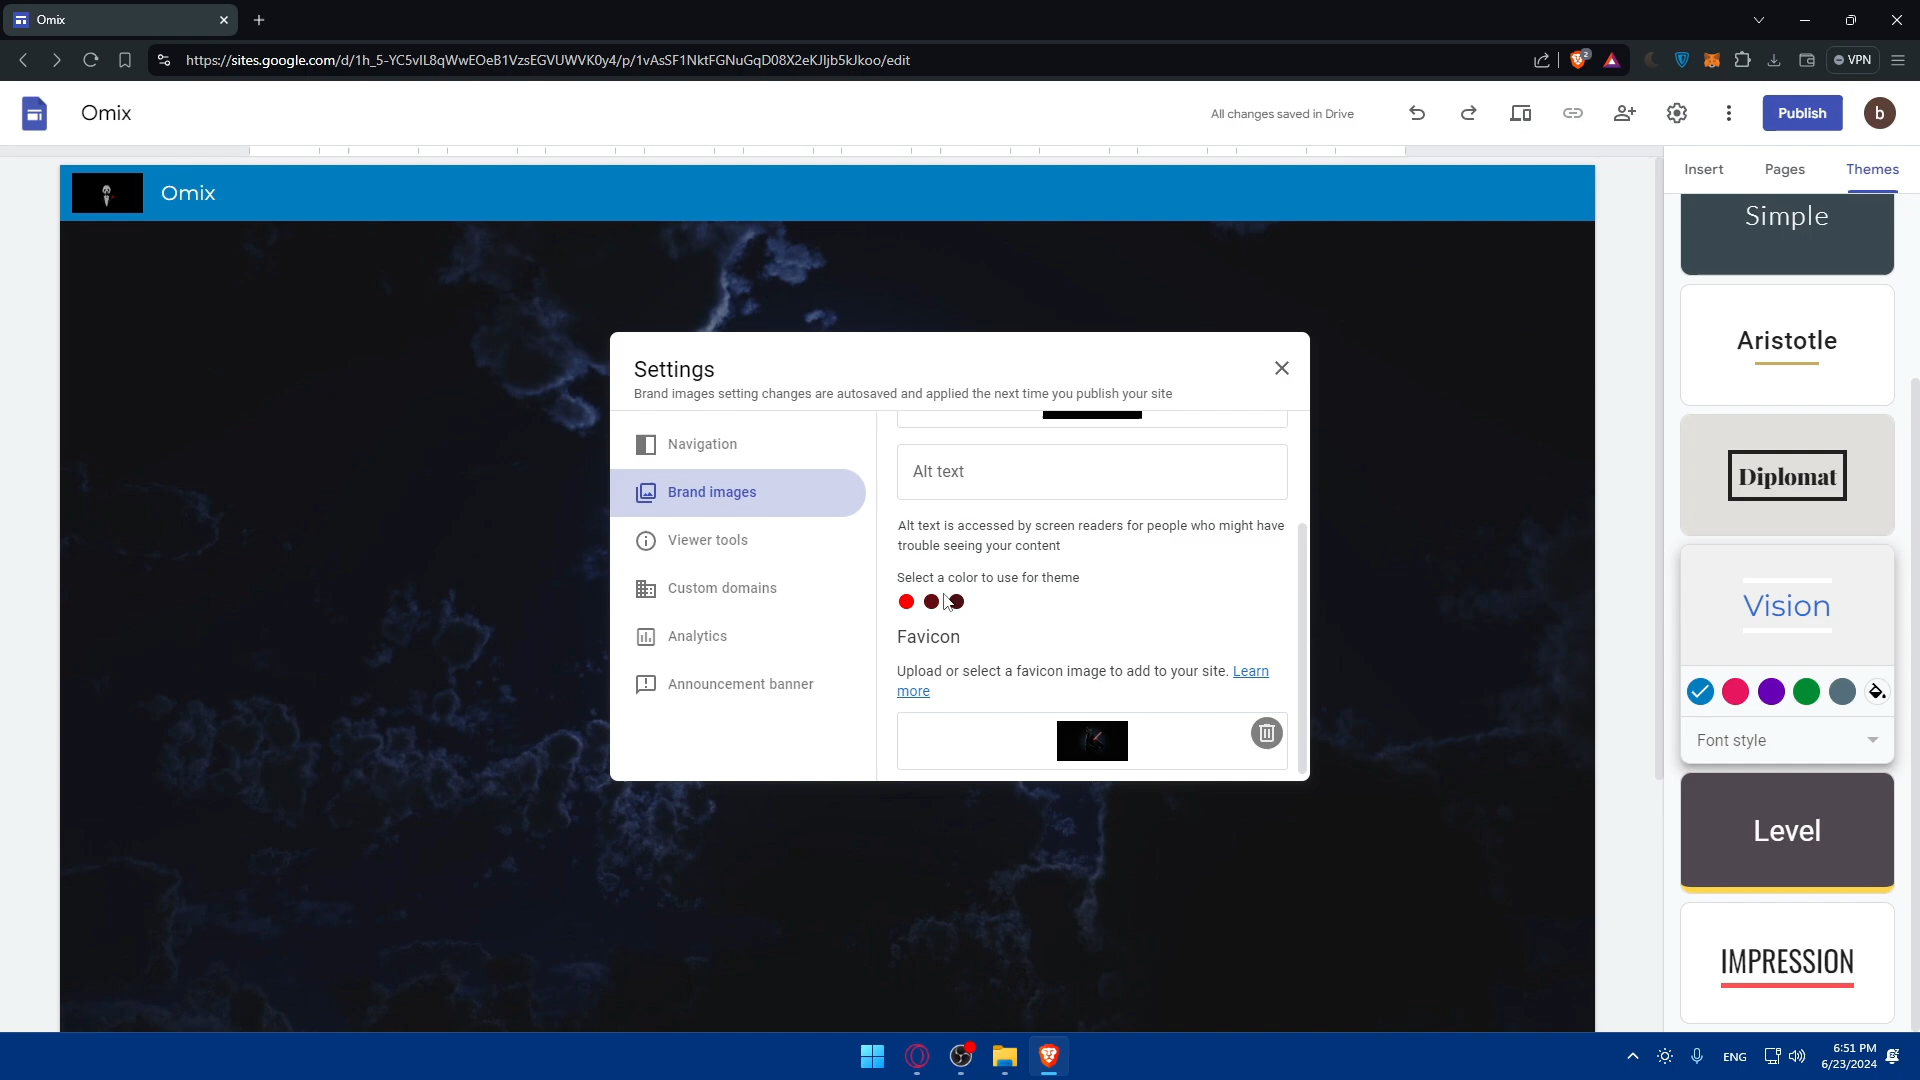 Omix
https://sites.google.com/d/1h_5-YC5vIL8qWwEOeB1VzsEGVUWVK0y4/p/1vAsSF1NktFGNuGqD08X2eKJIjb5kJkoo/edit
2
VPN
Omix
All changes saved in Drive
Publish
b
Omix
Insert
Pages
Themes
Simple
Aristotle
Diplomat
Vision
Font style
Level
IMPRESSION
Settings
Brand images setting changes are autosaved and applied the next time you publish your site
Navigation
Brand images
Viewer tools
Custom domains
Analytics
Announcement banner
Alt text
Alt text is accessed by screen readers for people who might have
trouble seeing your content
Select a color to use for theme
Favicon
Upload or select a favicon image to add to your site. Learn
more
ENG
6:51 PM
6/23/2024